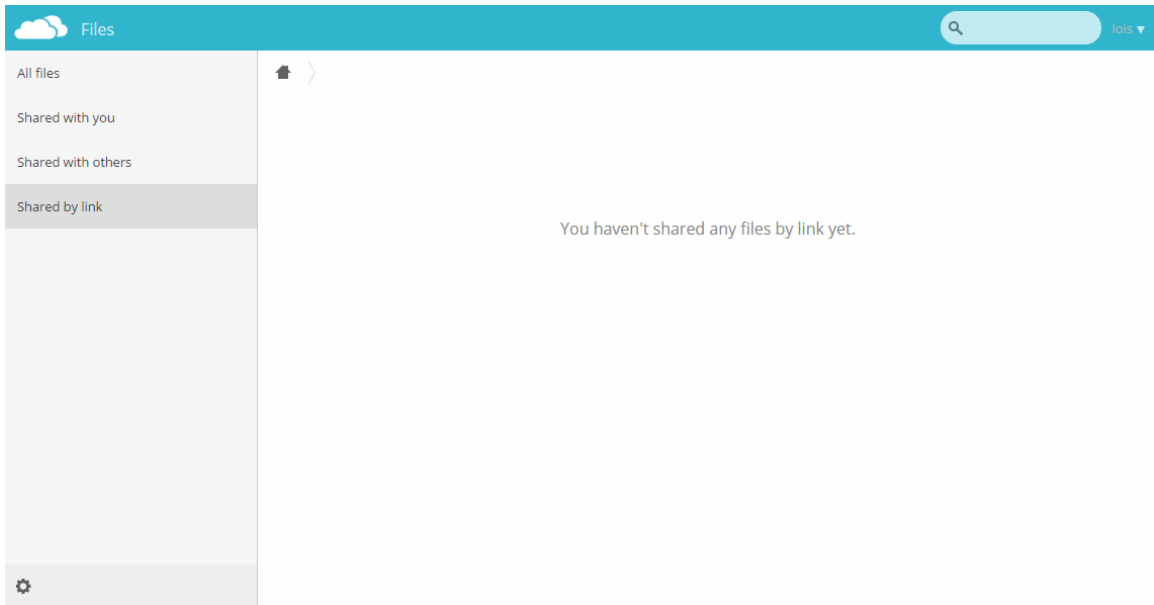 Files
lois ▾
All files
Shared with you
Shared with others
Shared by link
You haven't shared any files by link yet.